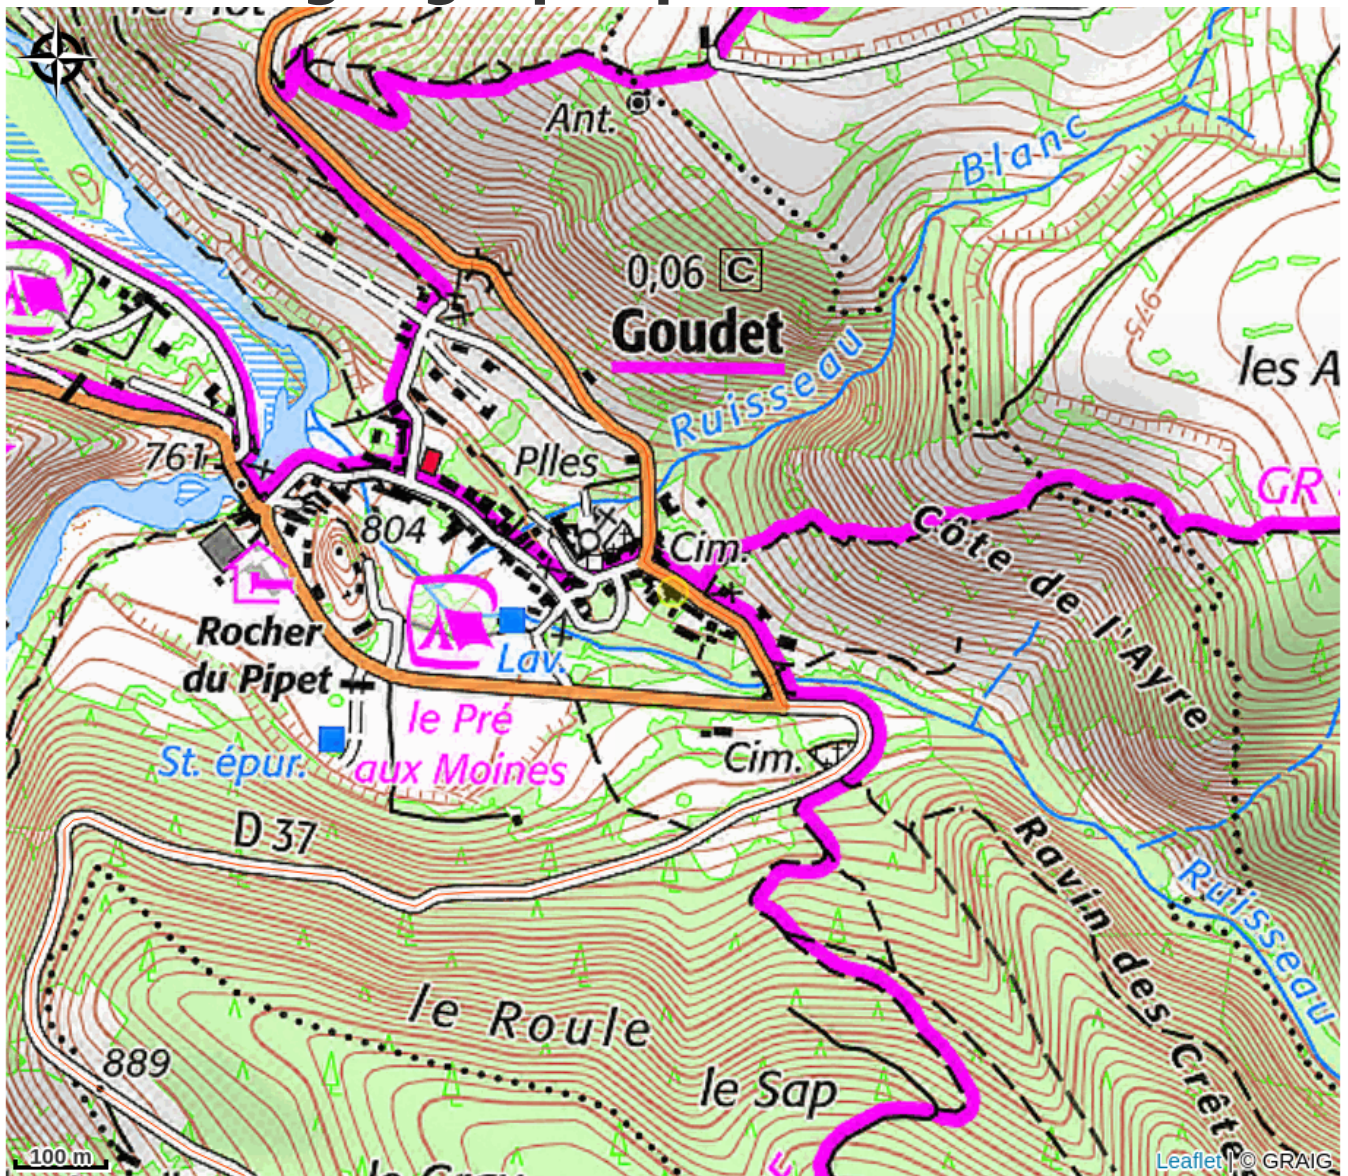 Ant.
Blanc
0,06 C
Goudet
975
les A
Ruisseau
761
Plles
GR
804
Cim.
Côte de l'Ayre
Rocher
du Pipet
Lav.
le Pré
aux Moines
St. épur.
Cim.
D 37
Ravin des Crête
Ruisseau
le Roule
889
le Sap
100 m
Leaflet | © GRAIG